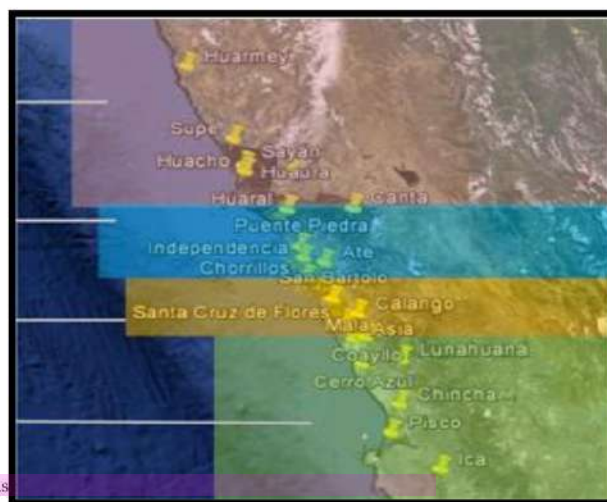 Huarmey
Supe
Sayan
Huacho
Huaura
Huaral Canta
Puente Piedra
Independencia Ate
Chorrillos
San Bartolo
Santa Cruz de Flores Calango
Mala Asia
Coayllo Lunahuana
Cerro Azul
Chincha
Pisco
Ica